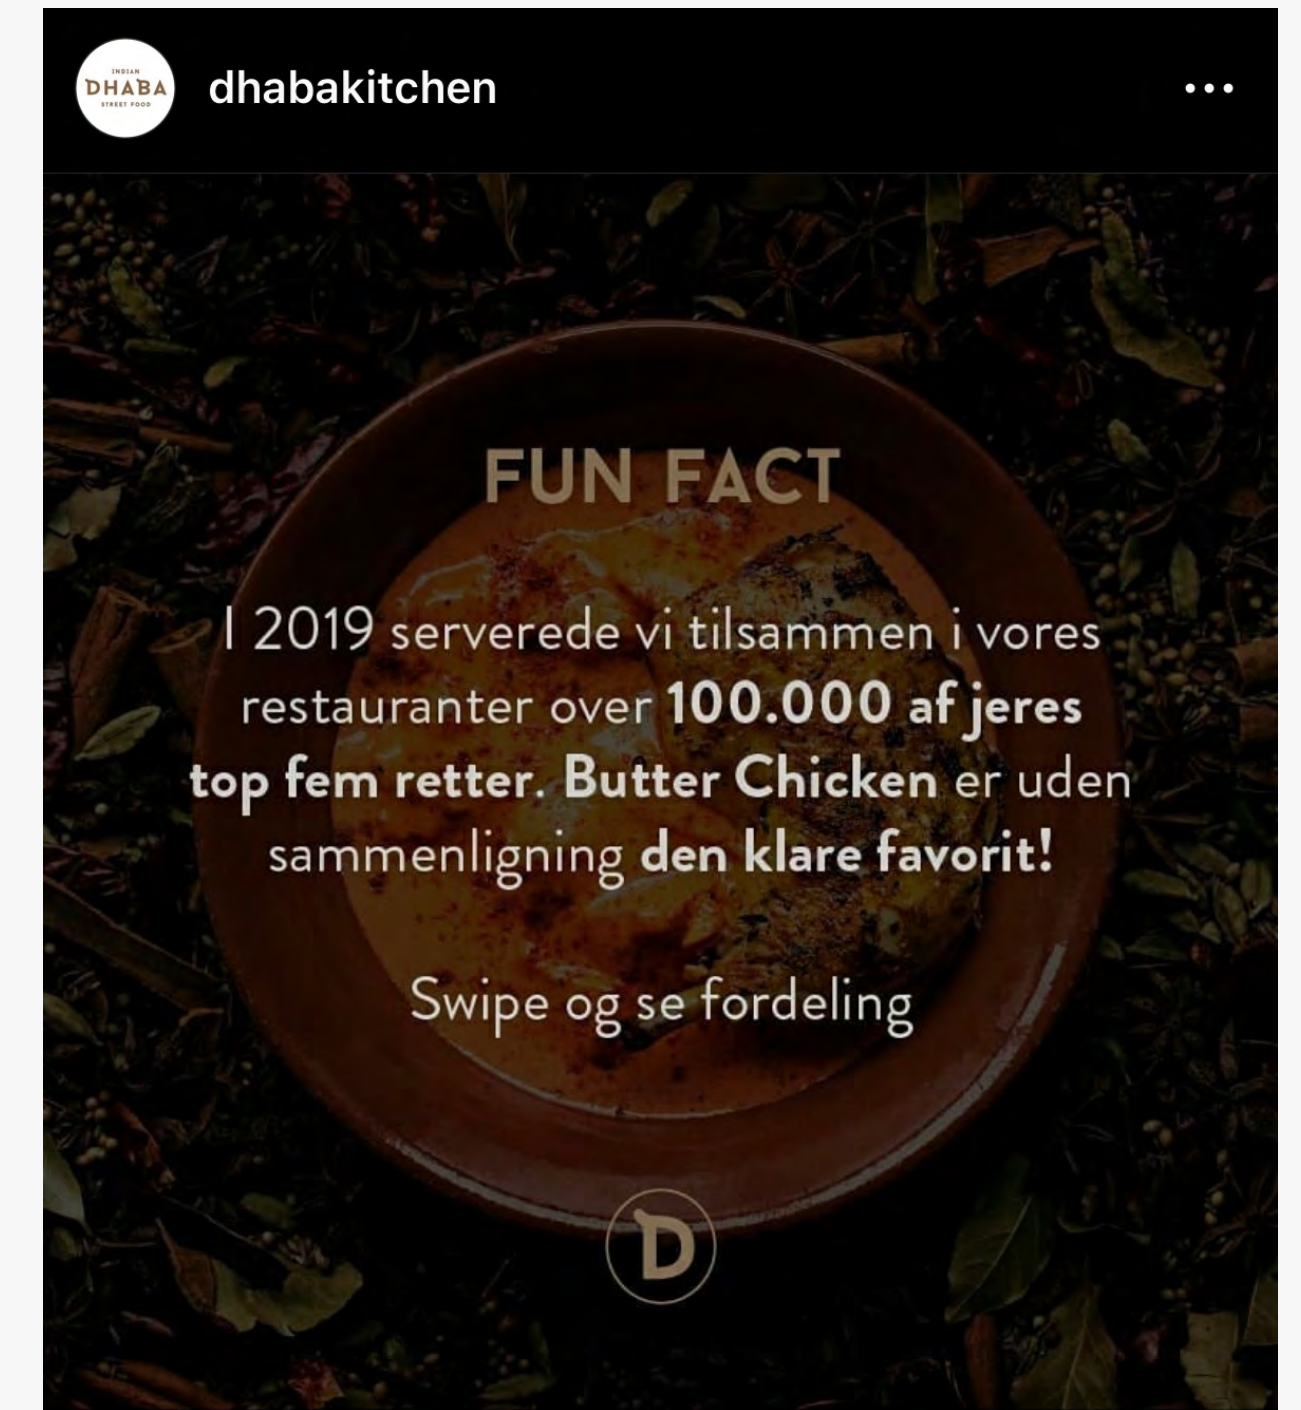 INDIAN
DHABA
STREET FOOD
dhabakitchen
FUN FACT
I 2019 serverede vi tilsammen i vores
restauranter over 100.000 af jeres
top fem retter. Butter Chicken er uden
sammenligning den klare favorit!
Swipe og se fordeling
D